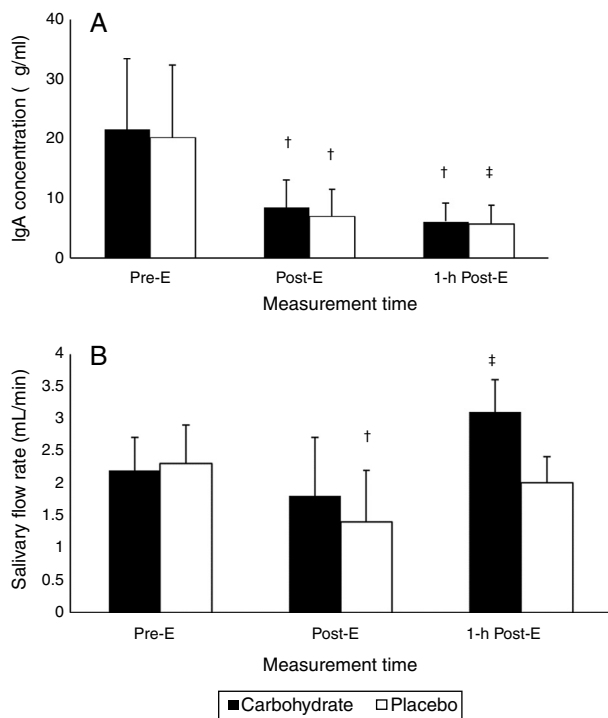 A
IgA concentration ( g/ml)
40
30
20
10
0
† †
† ‡
Pre-E Post-E 1-h Post-E
Measurement time
B
Salivary flow rate (mL/min)
4
3.5
3
2.5
2
1.5
1
0.5
0
‡
†
Pre-E Post-E 1-h Post-E
Measurement time
Carbohydrate Placebo